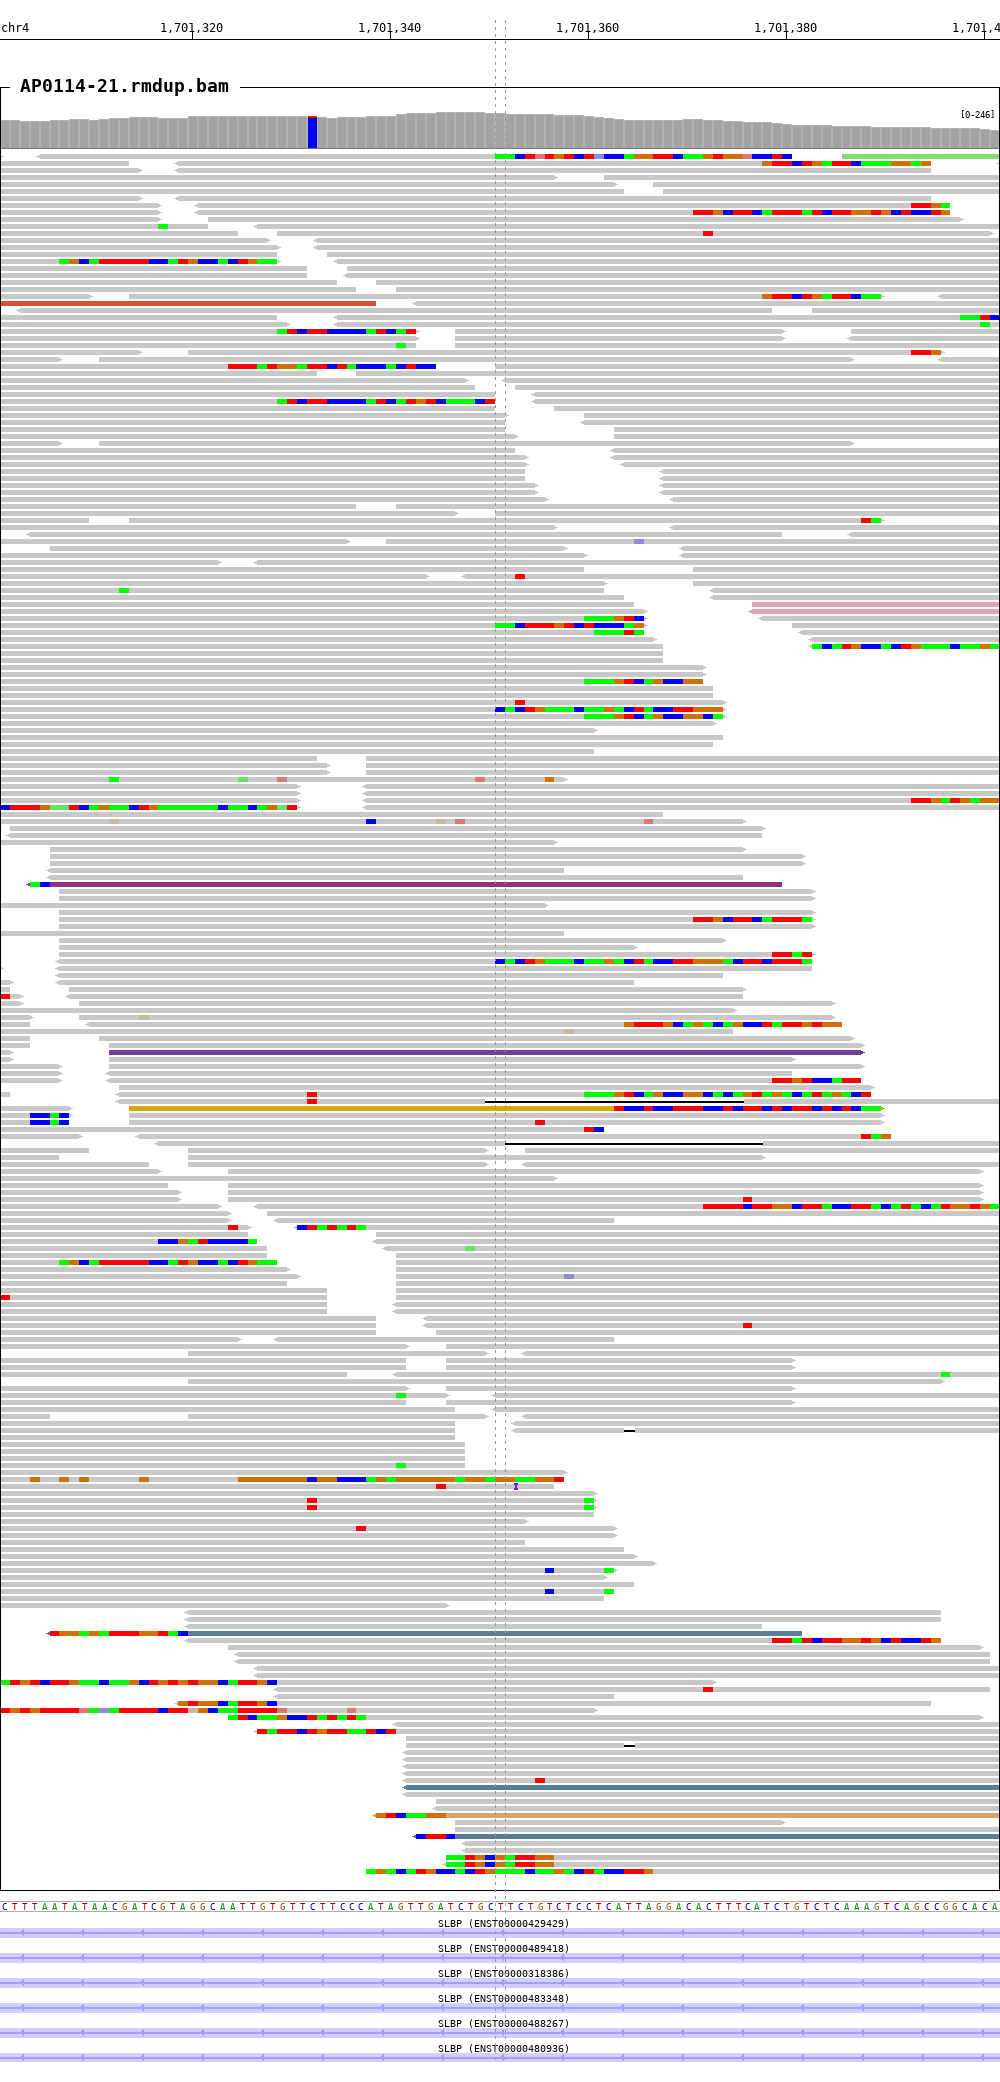 chr4 1,701,320 1,701,340 1,701,360 1,701,380 1,701,4
AP0114-21.rmdup.bam
[0-246]
I
CTTTAATATAACGATCGTAGGCAATTGTGTTCTTCCCATAGTTGATCTGCTTCTGTCTCCTCATTAGGACACTTTCATCTGTCTCAAAGTCAGCCGGCACA
SLBP (ENST00000429429)
SLBP (ENST00000489418)
SLBP (ENST00000318386)
SLBP (ENST00000483348)
SLBP (ENST00000488267)
SLBP (ENST00000480936)